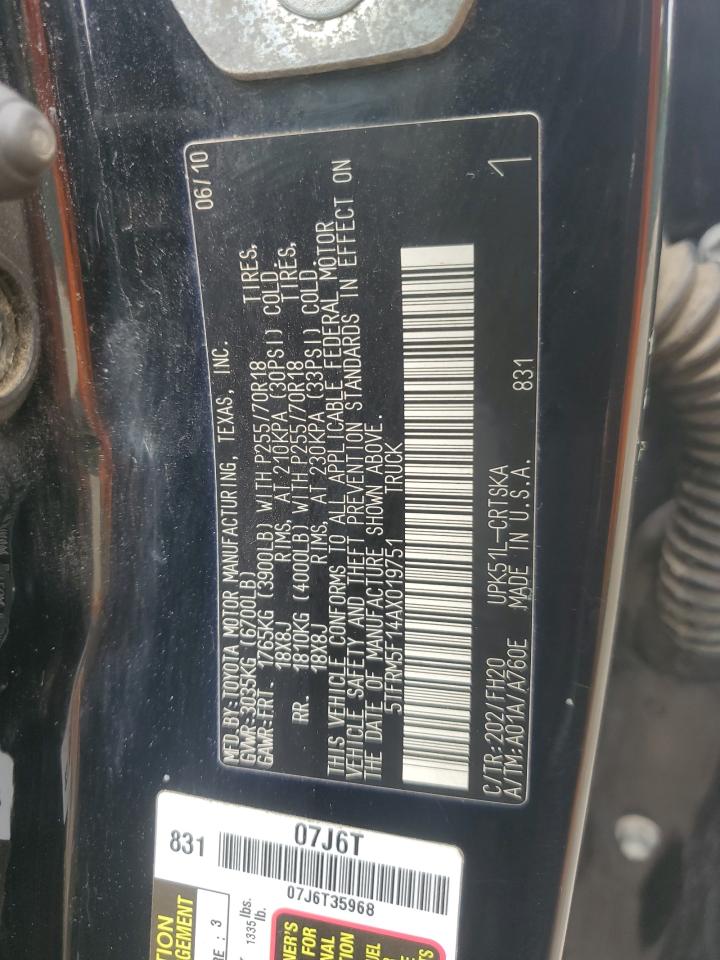 06/10
MFD.BY:TOYOTA MOTOR MANUFACTURING, TEXAS, INC.
GVWR:3035KG (6700LB)
GAWR:FRT- 1765KG (3900LB) WITH P255/70R18 TIRES,
18X8J RIMS, AT 210KPA (30PSI) COLD
RR. 1810KG (4000LB) WITH P255/70R18 TIRES,
18X8J RIMS, AT 230KPA (33PSI) COLD
THIS VEHICLE CONFORMS TO ALL APPLICABLE FEDERAL MOTOR
VEHICLE SAFETY AND THEFT PREVENTION STANDARDS IN EFFECT ON
THE DATE OF MANUFACTURE SHOWN ABOVE.
5TFRM5F14AX019751 TRUCK
C/TR:202/FH20 UPK51L-CRTSKA 831
A/TM:A01A/A760E MADE IN U.S.A.
1
831
07J6T
07J6T35968
1335 lbs.
lb.
: 3
FOR